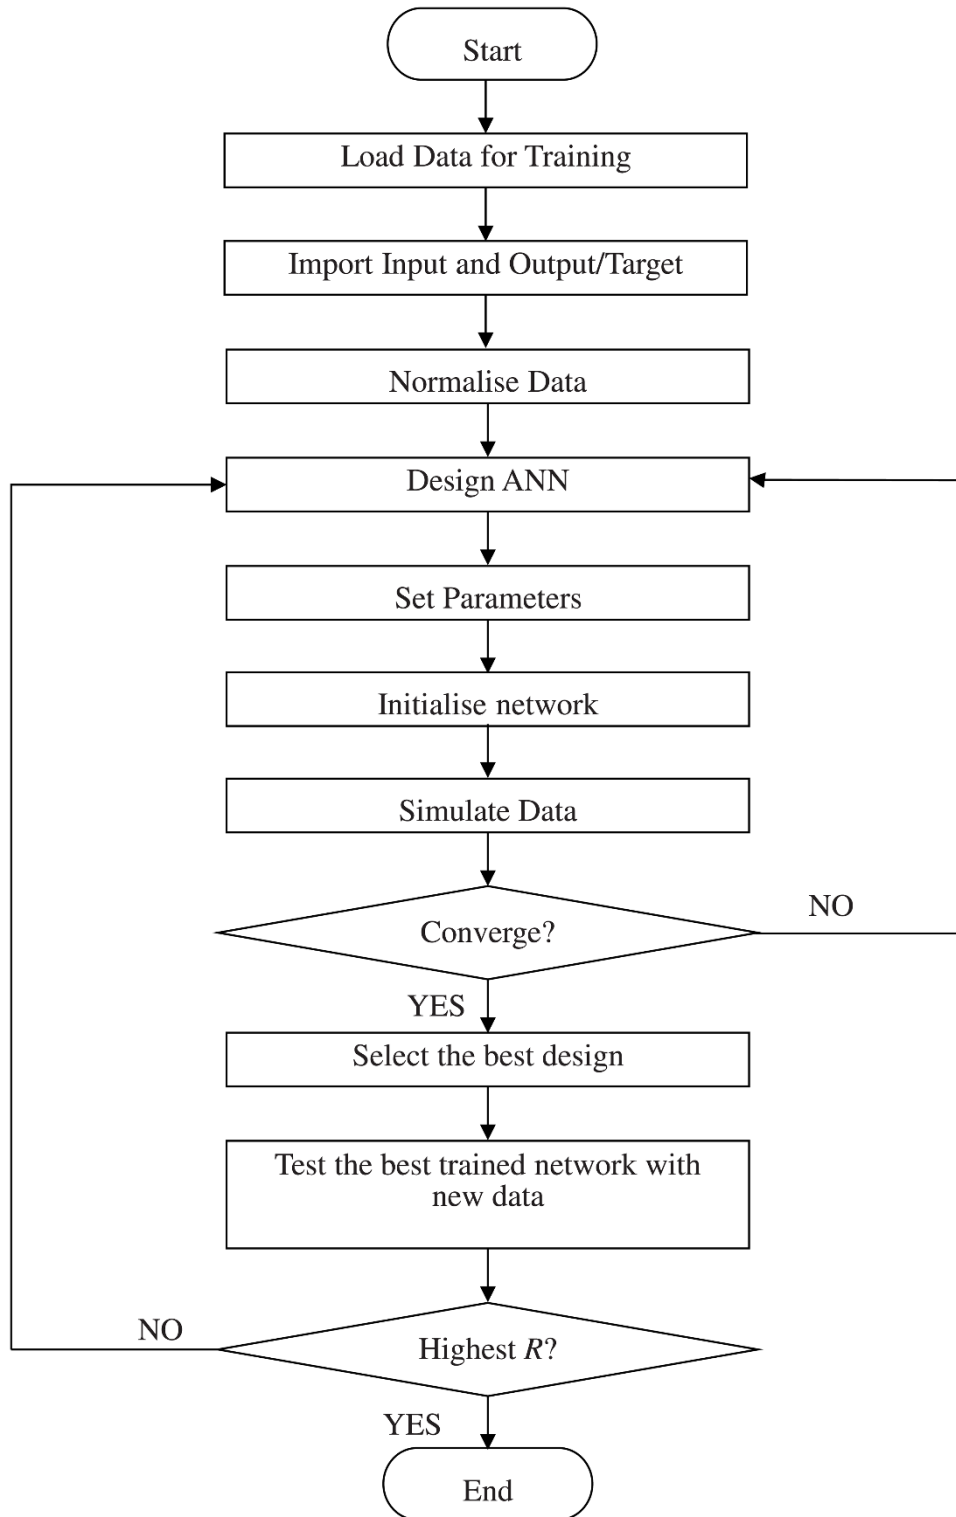 Start
Load Data for Training
Import Input and Output/Target
Normalise Data
Design ANN
Set Parameters
Initialise network
Simulate Data
Converge?
NO
YES
Select the best design
Test the best trained network with
new data
Highest R?
NO
YES
End